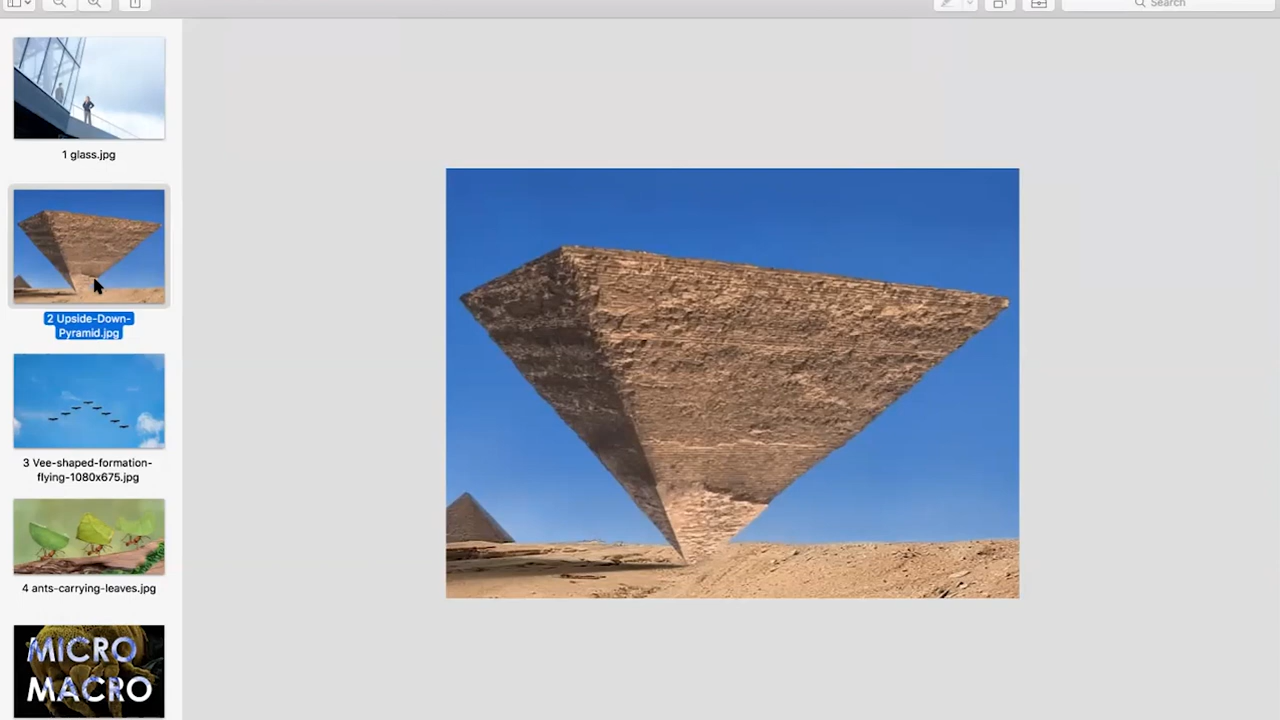 Search
1 glass.jpg
2 Upside-Down-
Pyramid.jpg
3 Vee-shaped-formation-
flying-1080x675.jpg
4 ants-carrying-leaves.jpg
MICRO
MACRO